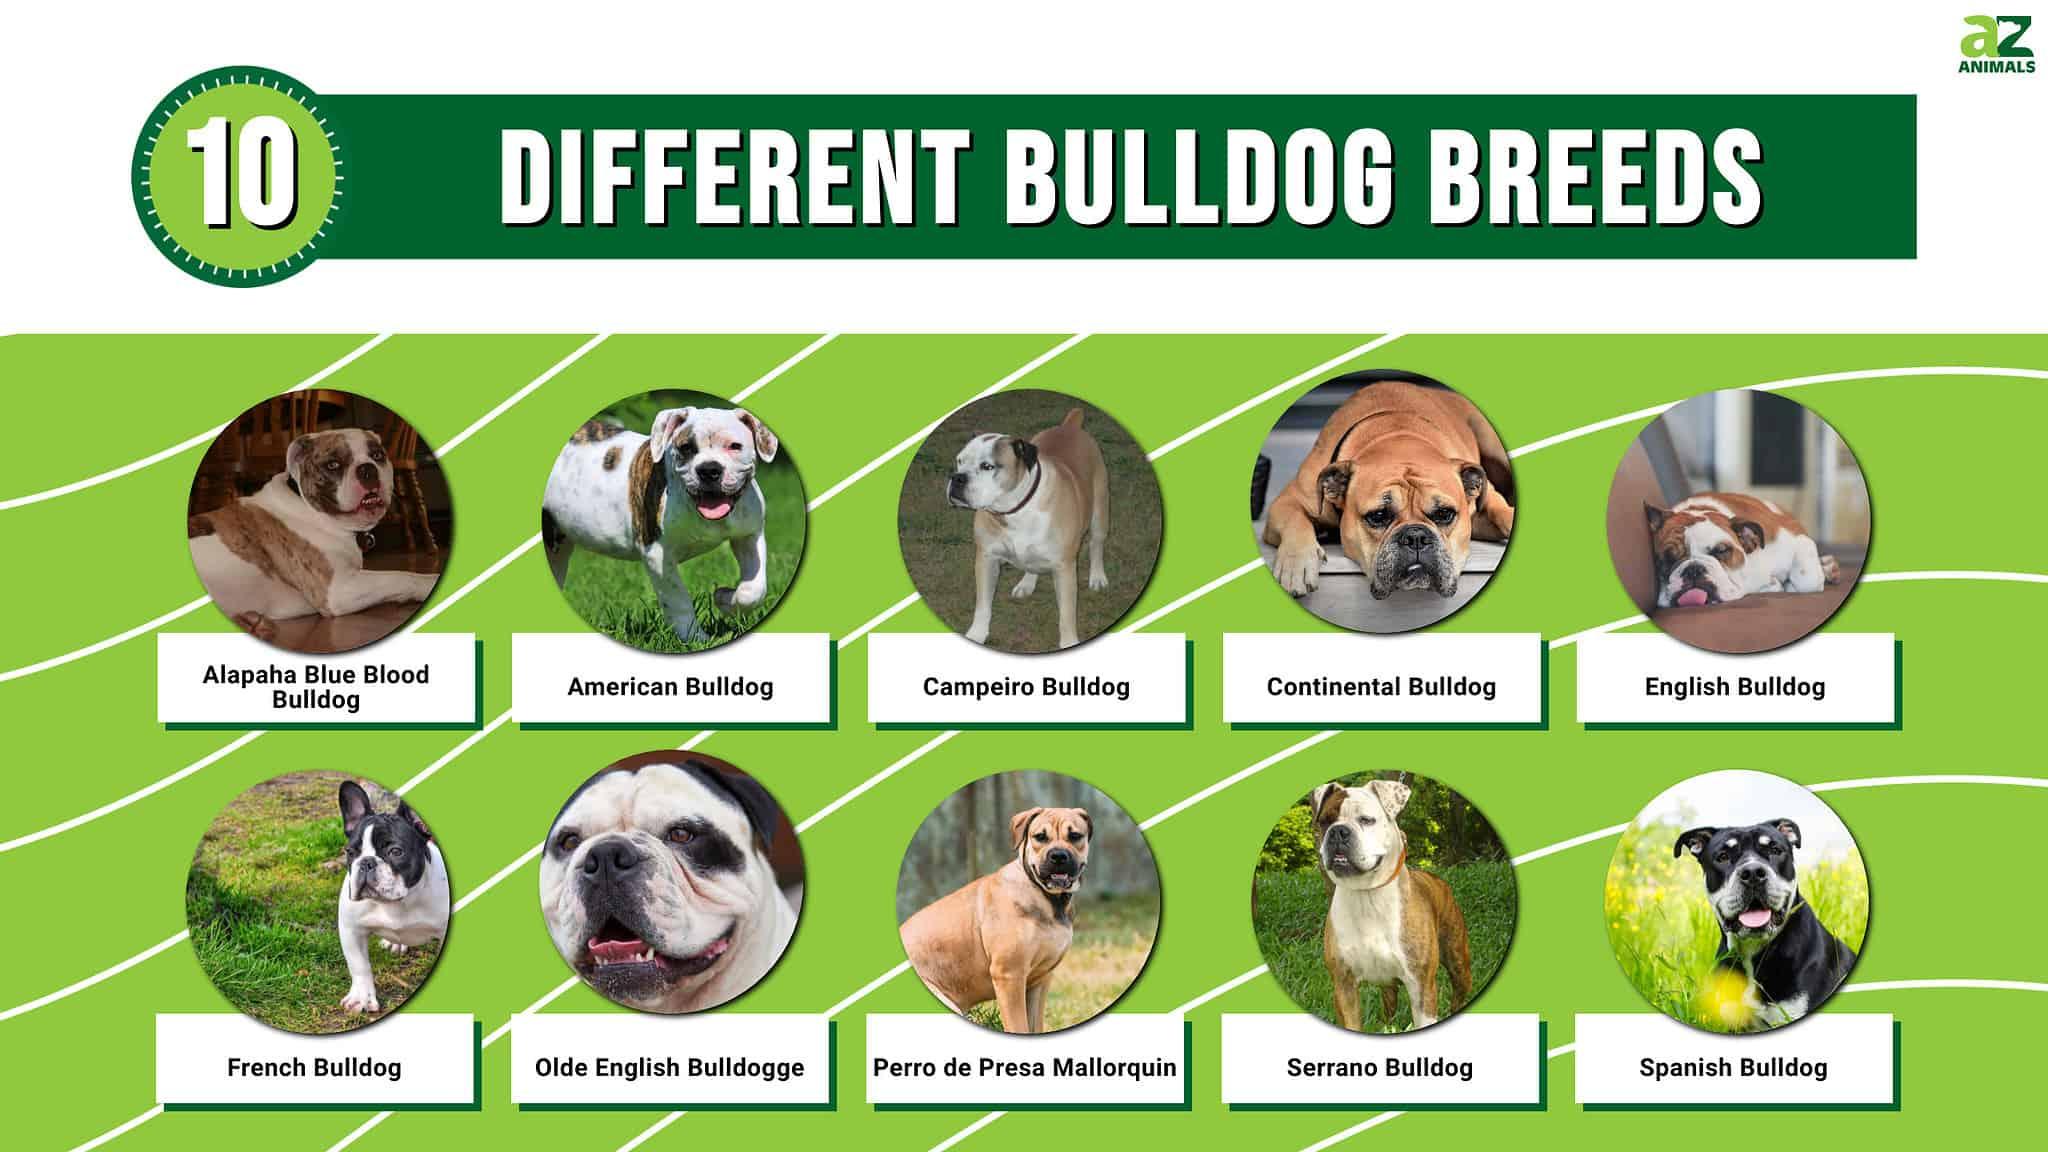 az
ANIMALS
10
DIFFERENT BULLDOG BREEDS
Alapaha Blue Blood
Bulldog
American Bulldog
Campeiro Bulldog
Continental Bulldog
English Bulldog
French Bulldog
Olde English Bulldogge
Perro de Presa Mallorquin
Serrano Bulldog
Spanish Bulldog